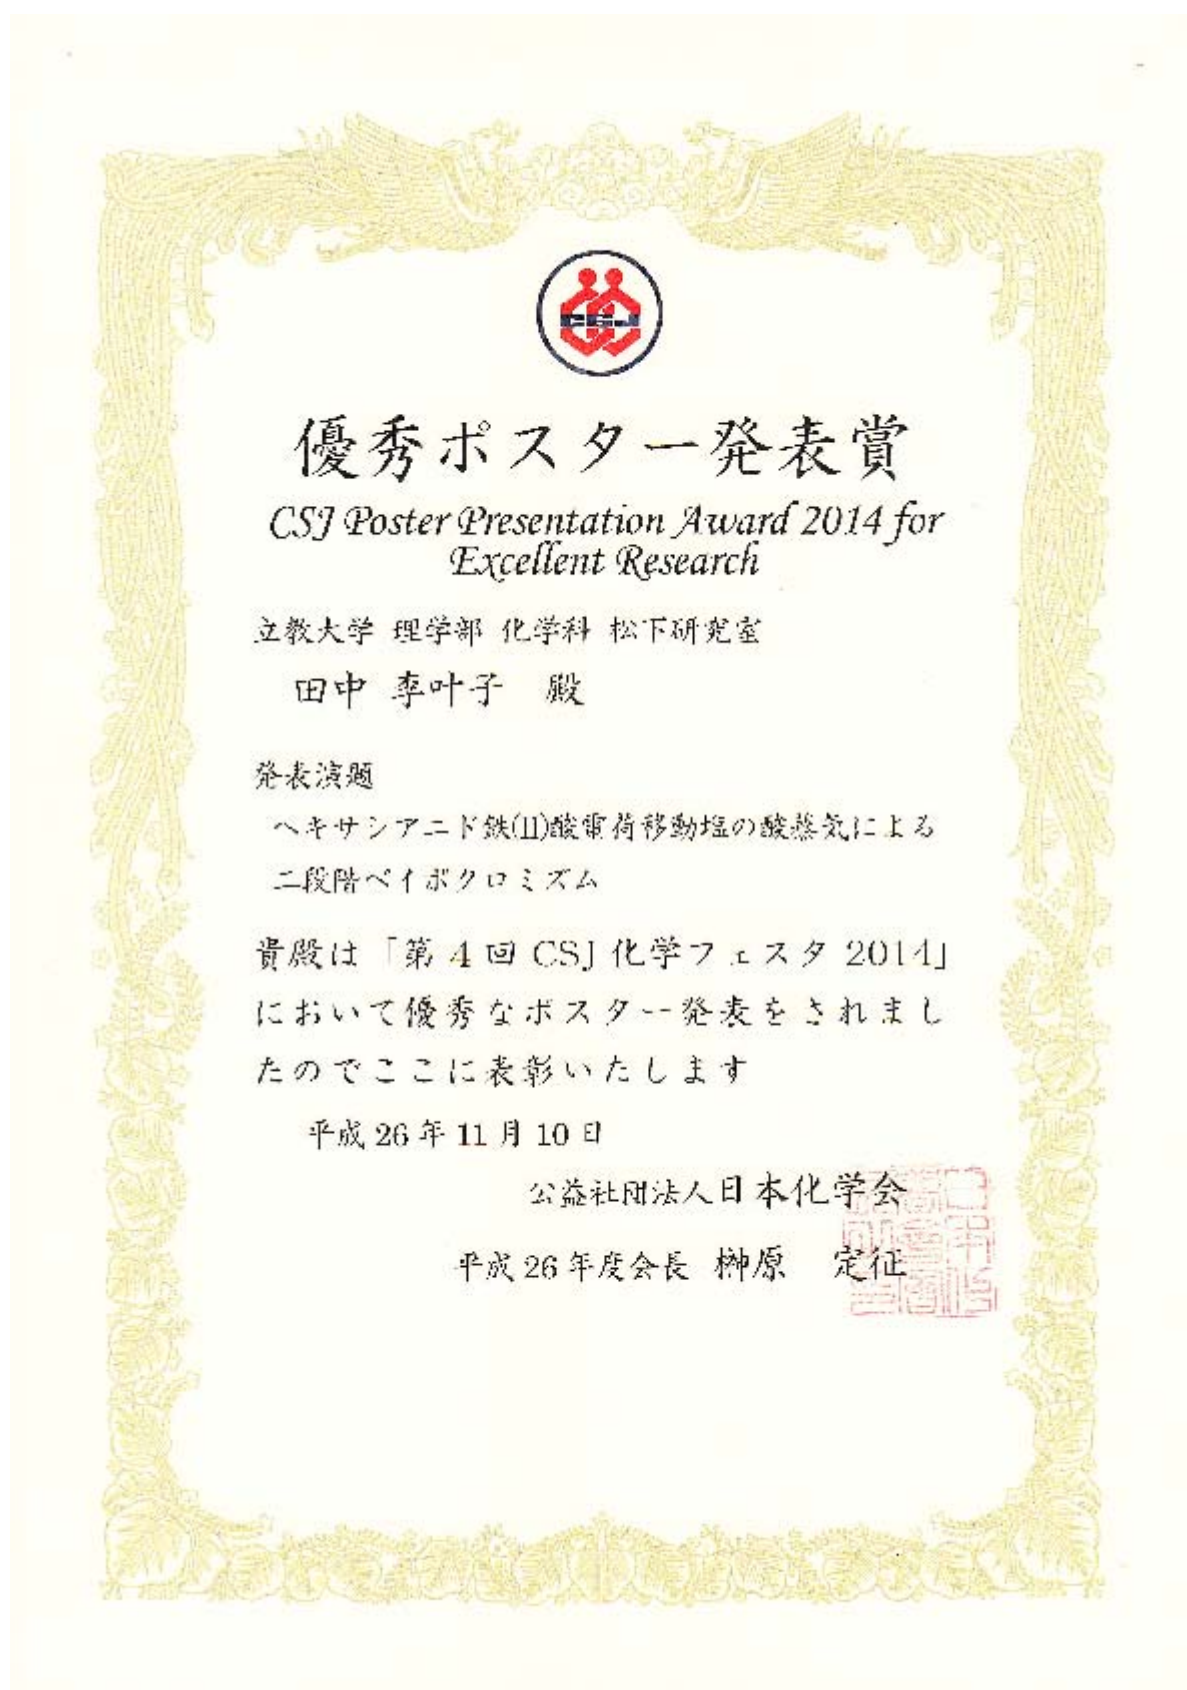 CSJ
優秀ポスター発表賞
CSJ Poster Presentation Award 2014 for
Excellent Research
立教大学 理学部 化学科 松下研究室
田中 李叶子 殿
発表演題
ヘキサシアニド鉄(II)酸電荷移動塩の酸蒸気による
二段階ベイポクロミズム
貴殿は「第4回CSJ化学フェスタ2014」
において優秀なポスター発表をされまし
たのでここに表彰いたします
平成26年11月10日
公益社団法人日本化学会
平成26年度会長 榊原 定征